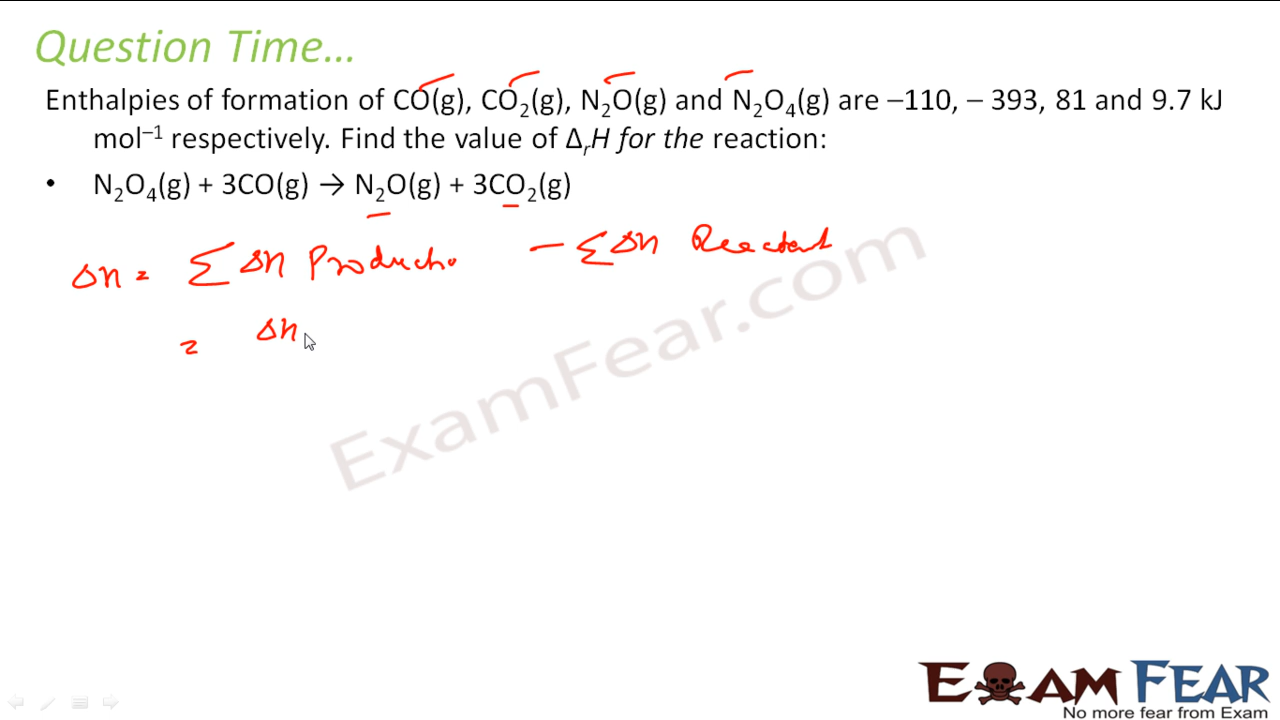 Question Time...
Enthalpies of formation of CO(g), CO₂(g), N₂O(g) and N₂O₄(g) are –110, – 393, 81 and 9.7 kJ
mol⁻¹ respectively. Find the value of ΔᵣH for the reaction:
• N₂O₄(g) + 3CO(g) → N₂O(g) + 3CO₂(g)
ΔH = Σ ΔH Products – Σ ΔH Reactant
= ΔH
ExamFear.com
EXAM FEAR
No more fear from Exam